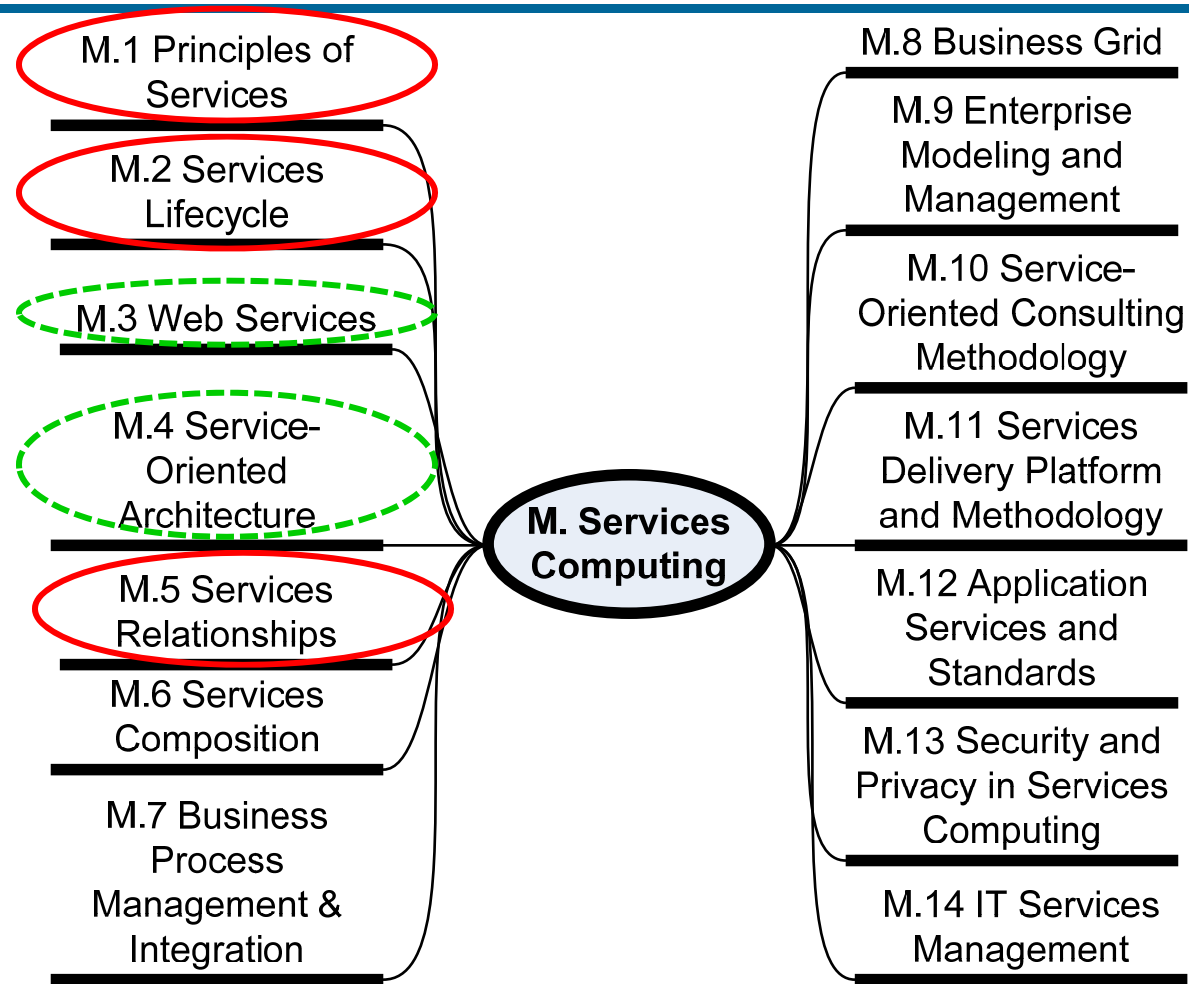 M.1 Principles of
Services
M.2 Services
Lifecycle
M.3 Web Services
M.4 Service-
Oriented
Architecture
M.5 Services
Relationships
M.6 Services
Composition
M.7 Business
Process
Management &
Integration
M. Services
Computing
M.8 Business Grid
M.9 Enterprise
Modeling and
Management
M.10 Service-
Oriented Consulting
Methodology
M.11 Services
Delivery Platform
and Methodology
M.12 Application
Services and
Standards
M.13 Security and
Privacy in Services
Computing
M.14 IT Services
Management